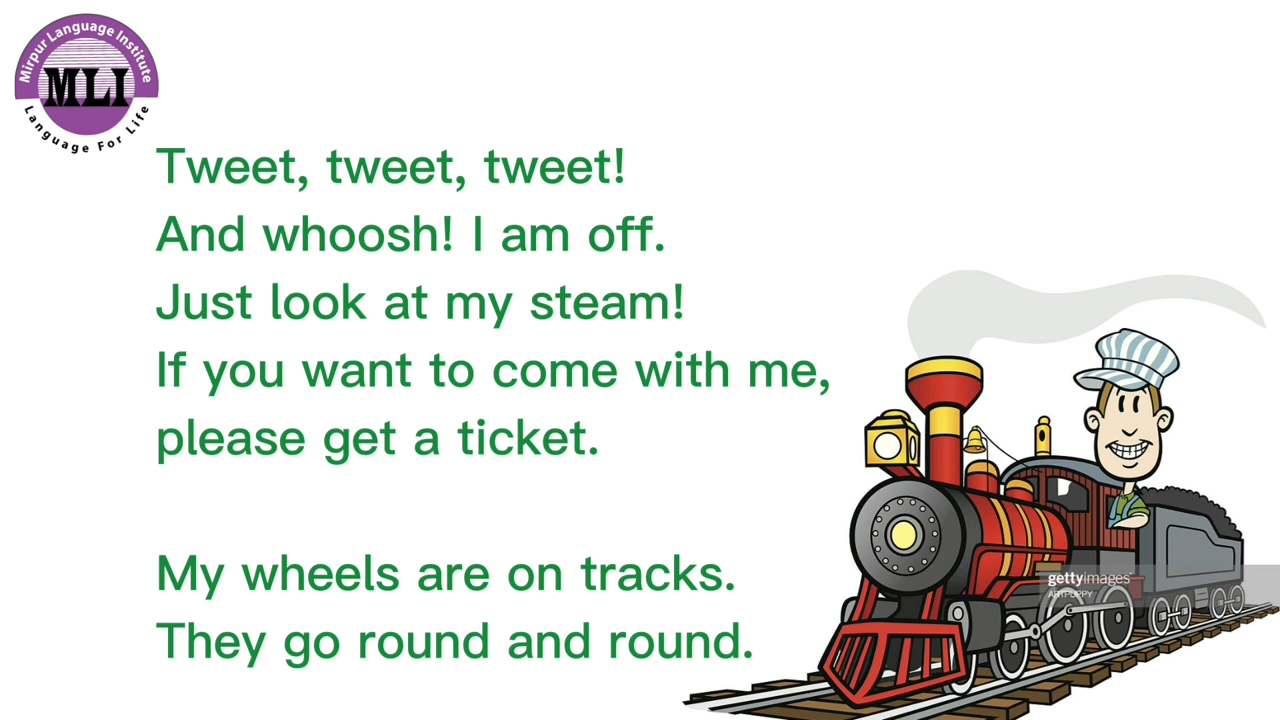 Mirpur Language Institute
MLI
Language For Life
Tweet, tweet, tweet!
And whoosh! I am off.
Just look at my steam!
If you want to come with me,
please get a ticket.
My wheels are on tracks.
They go round and round.
gettyimages
ARTPUPPY